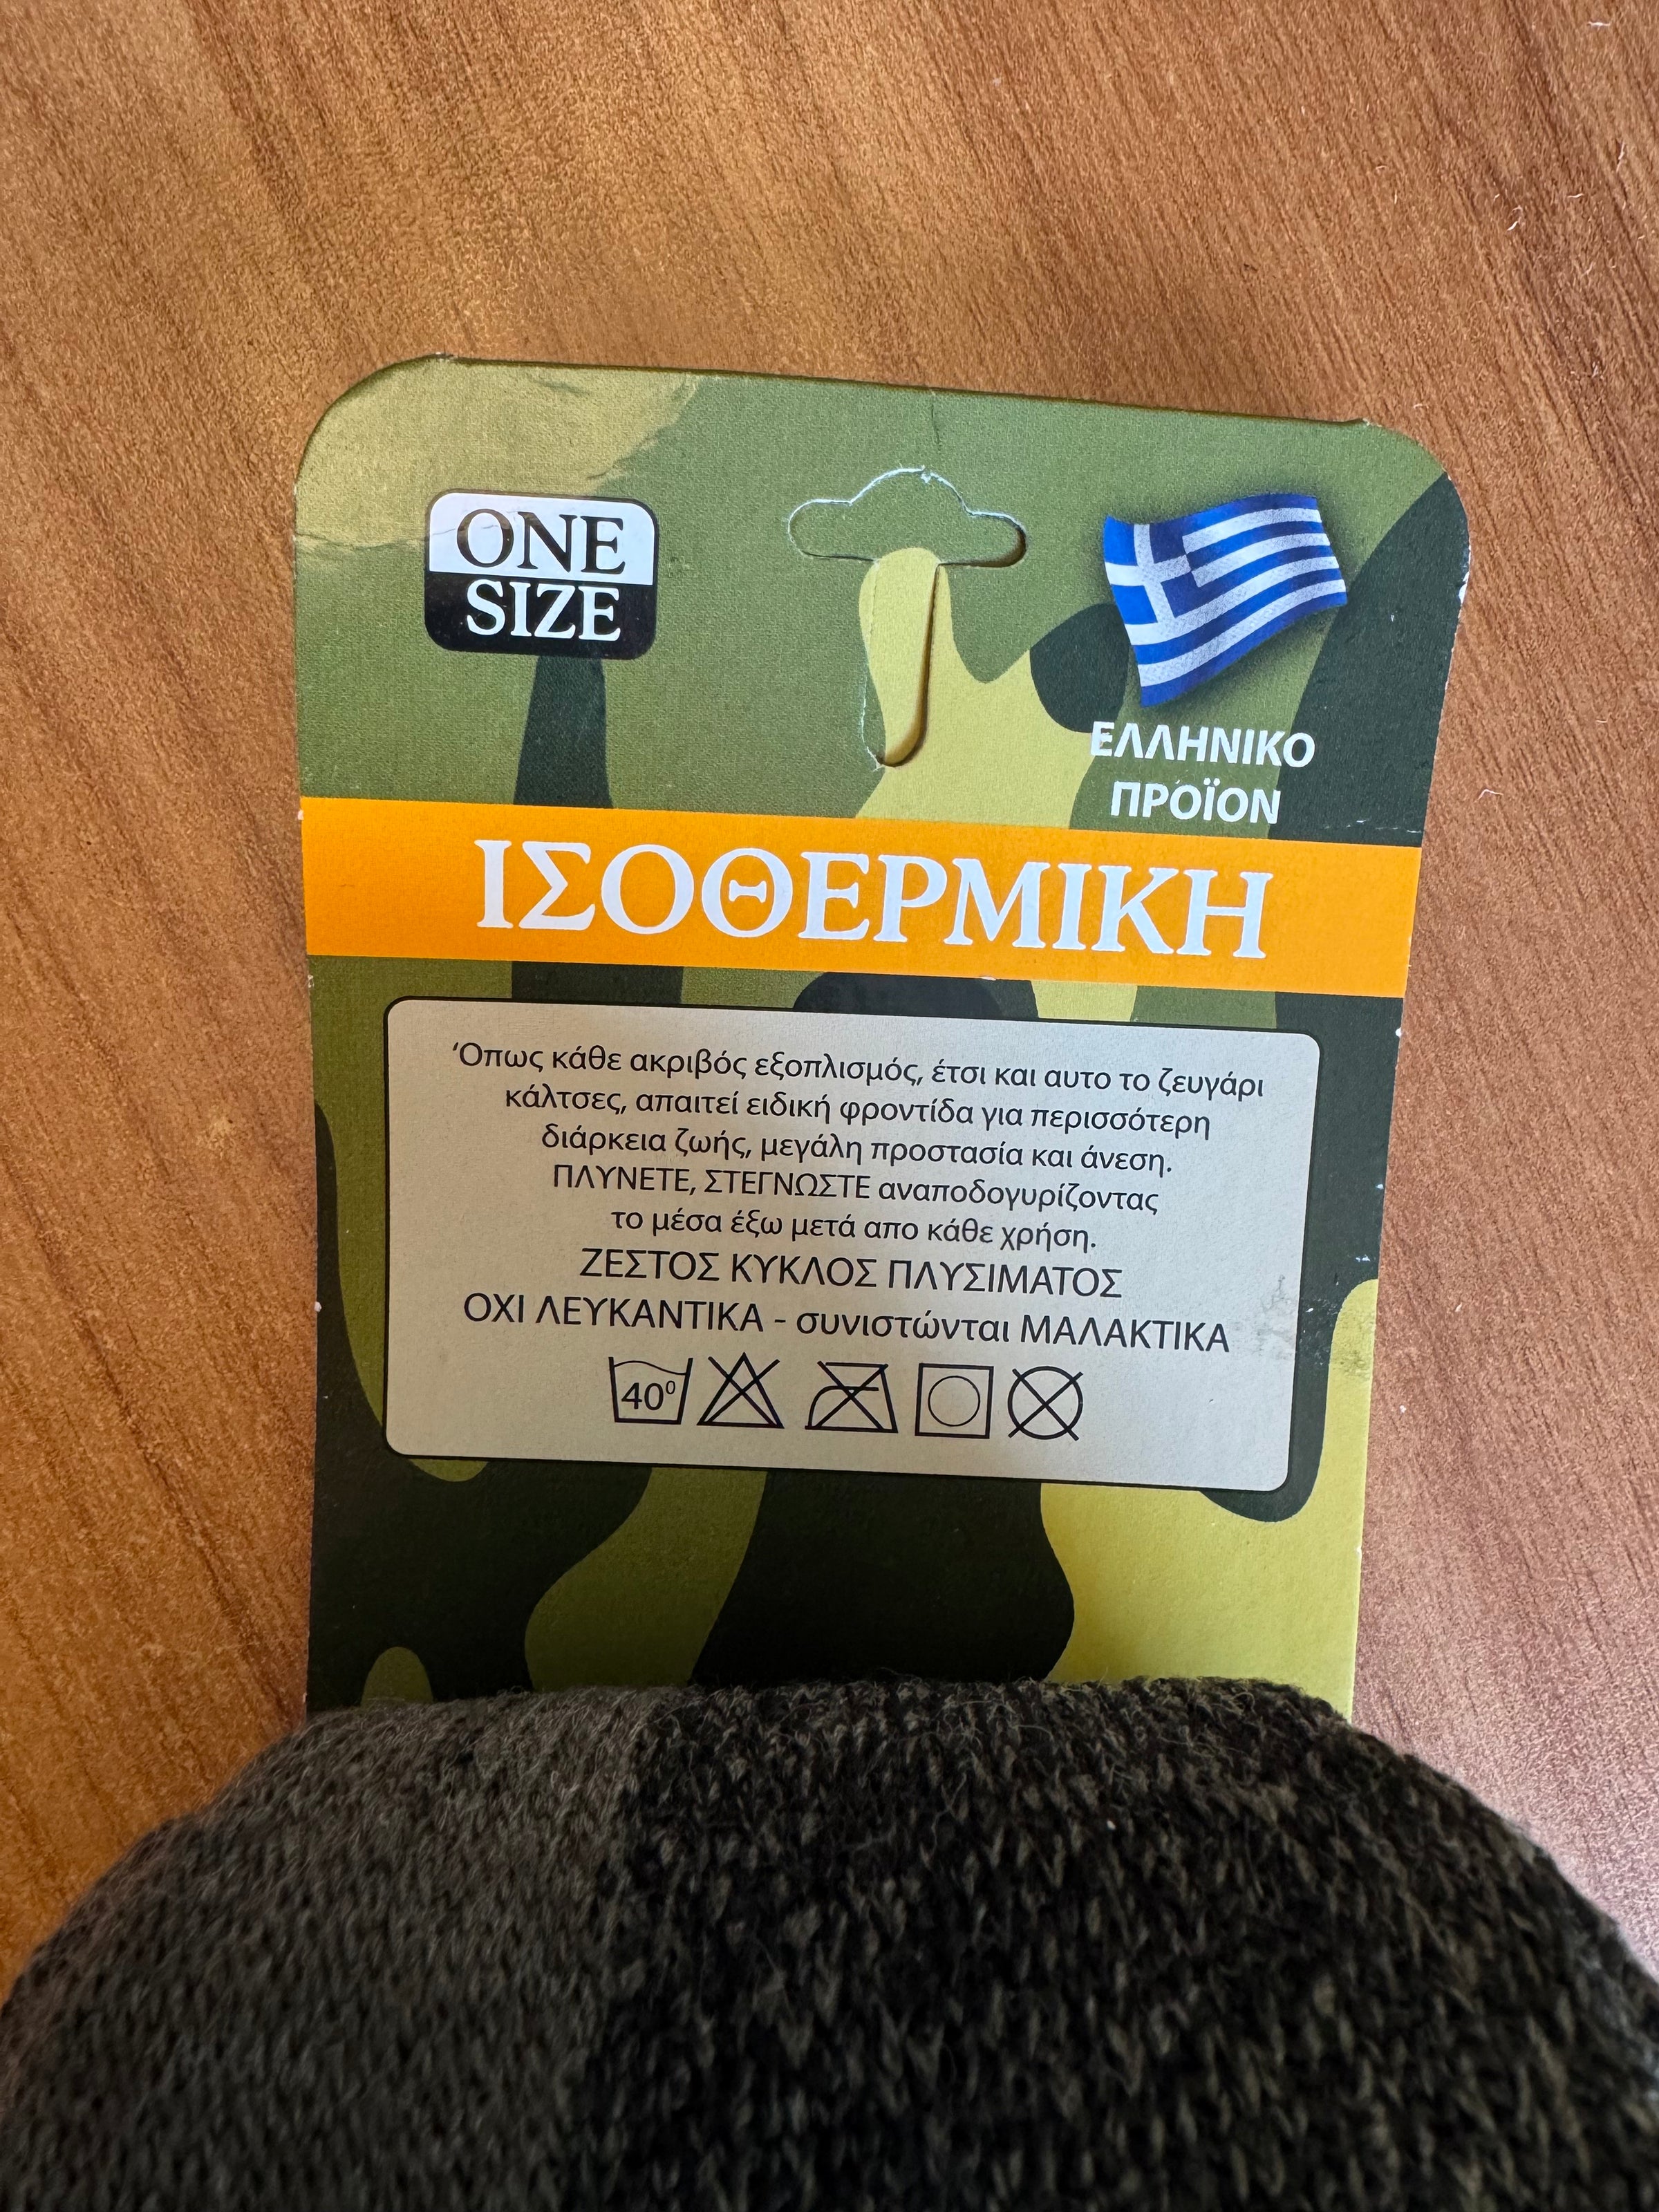 ONE
SIZE
ΕΛΛΗΝΙΚΟ
ΠΡΟΪΟΝ
ΙΣΟΘΕΡΜΙΚΗ
‘Οπως κάθε ακριβός εξοπλισμός, έτσι και αυτο το ζευγάρι
κάλτσες, απαιτεί ειδική φροντίδα για περισσότερη
διάρκεια ζωής, μεγάλη προστασία και άνεση.
ΠΛΥΝΕΤΕ, ΣΤΕΓΝΩΣΤΕ αναποδογυρίζοντας
το μέσα έξω μετά απο κάθε χρήση.
ΖΕΣΤΟΣ ΚΥΚΛΟΣ ΠΛΥΣΙΜΑΤΟΣ
ΟΧΙ ΛΕΥΚΑΝΤΙΚΑ - συνιστώνται ΜΑΛΑΚΤΙΚΑ
40⁰